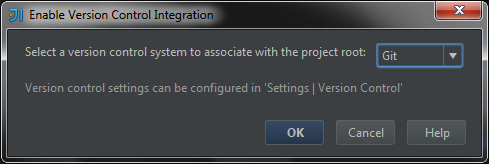 Enable Version Control Integration
Select a version control system to associate with the project root: Git
Version control settings can be configured in 'Settings | Version Control'
OK Cancel Help